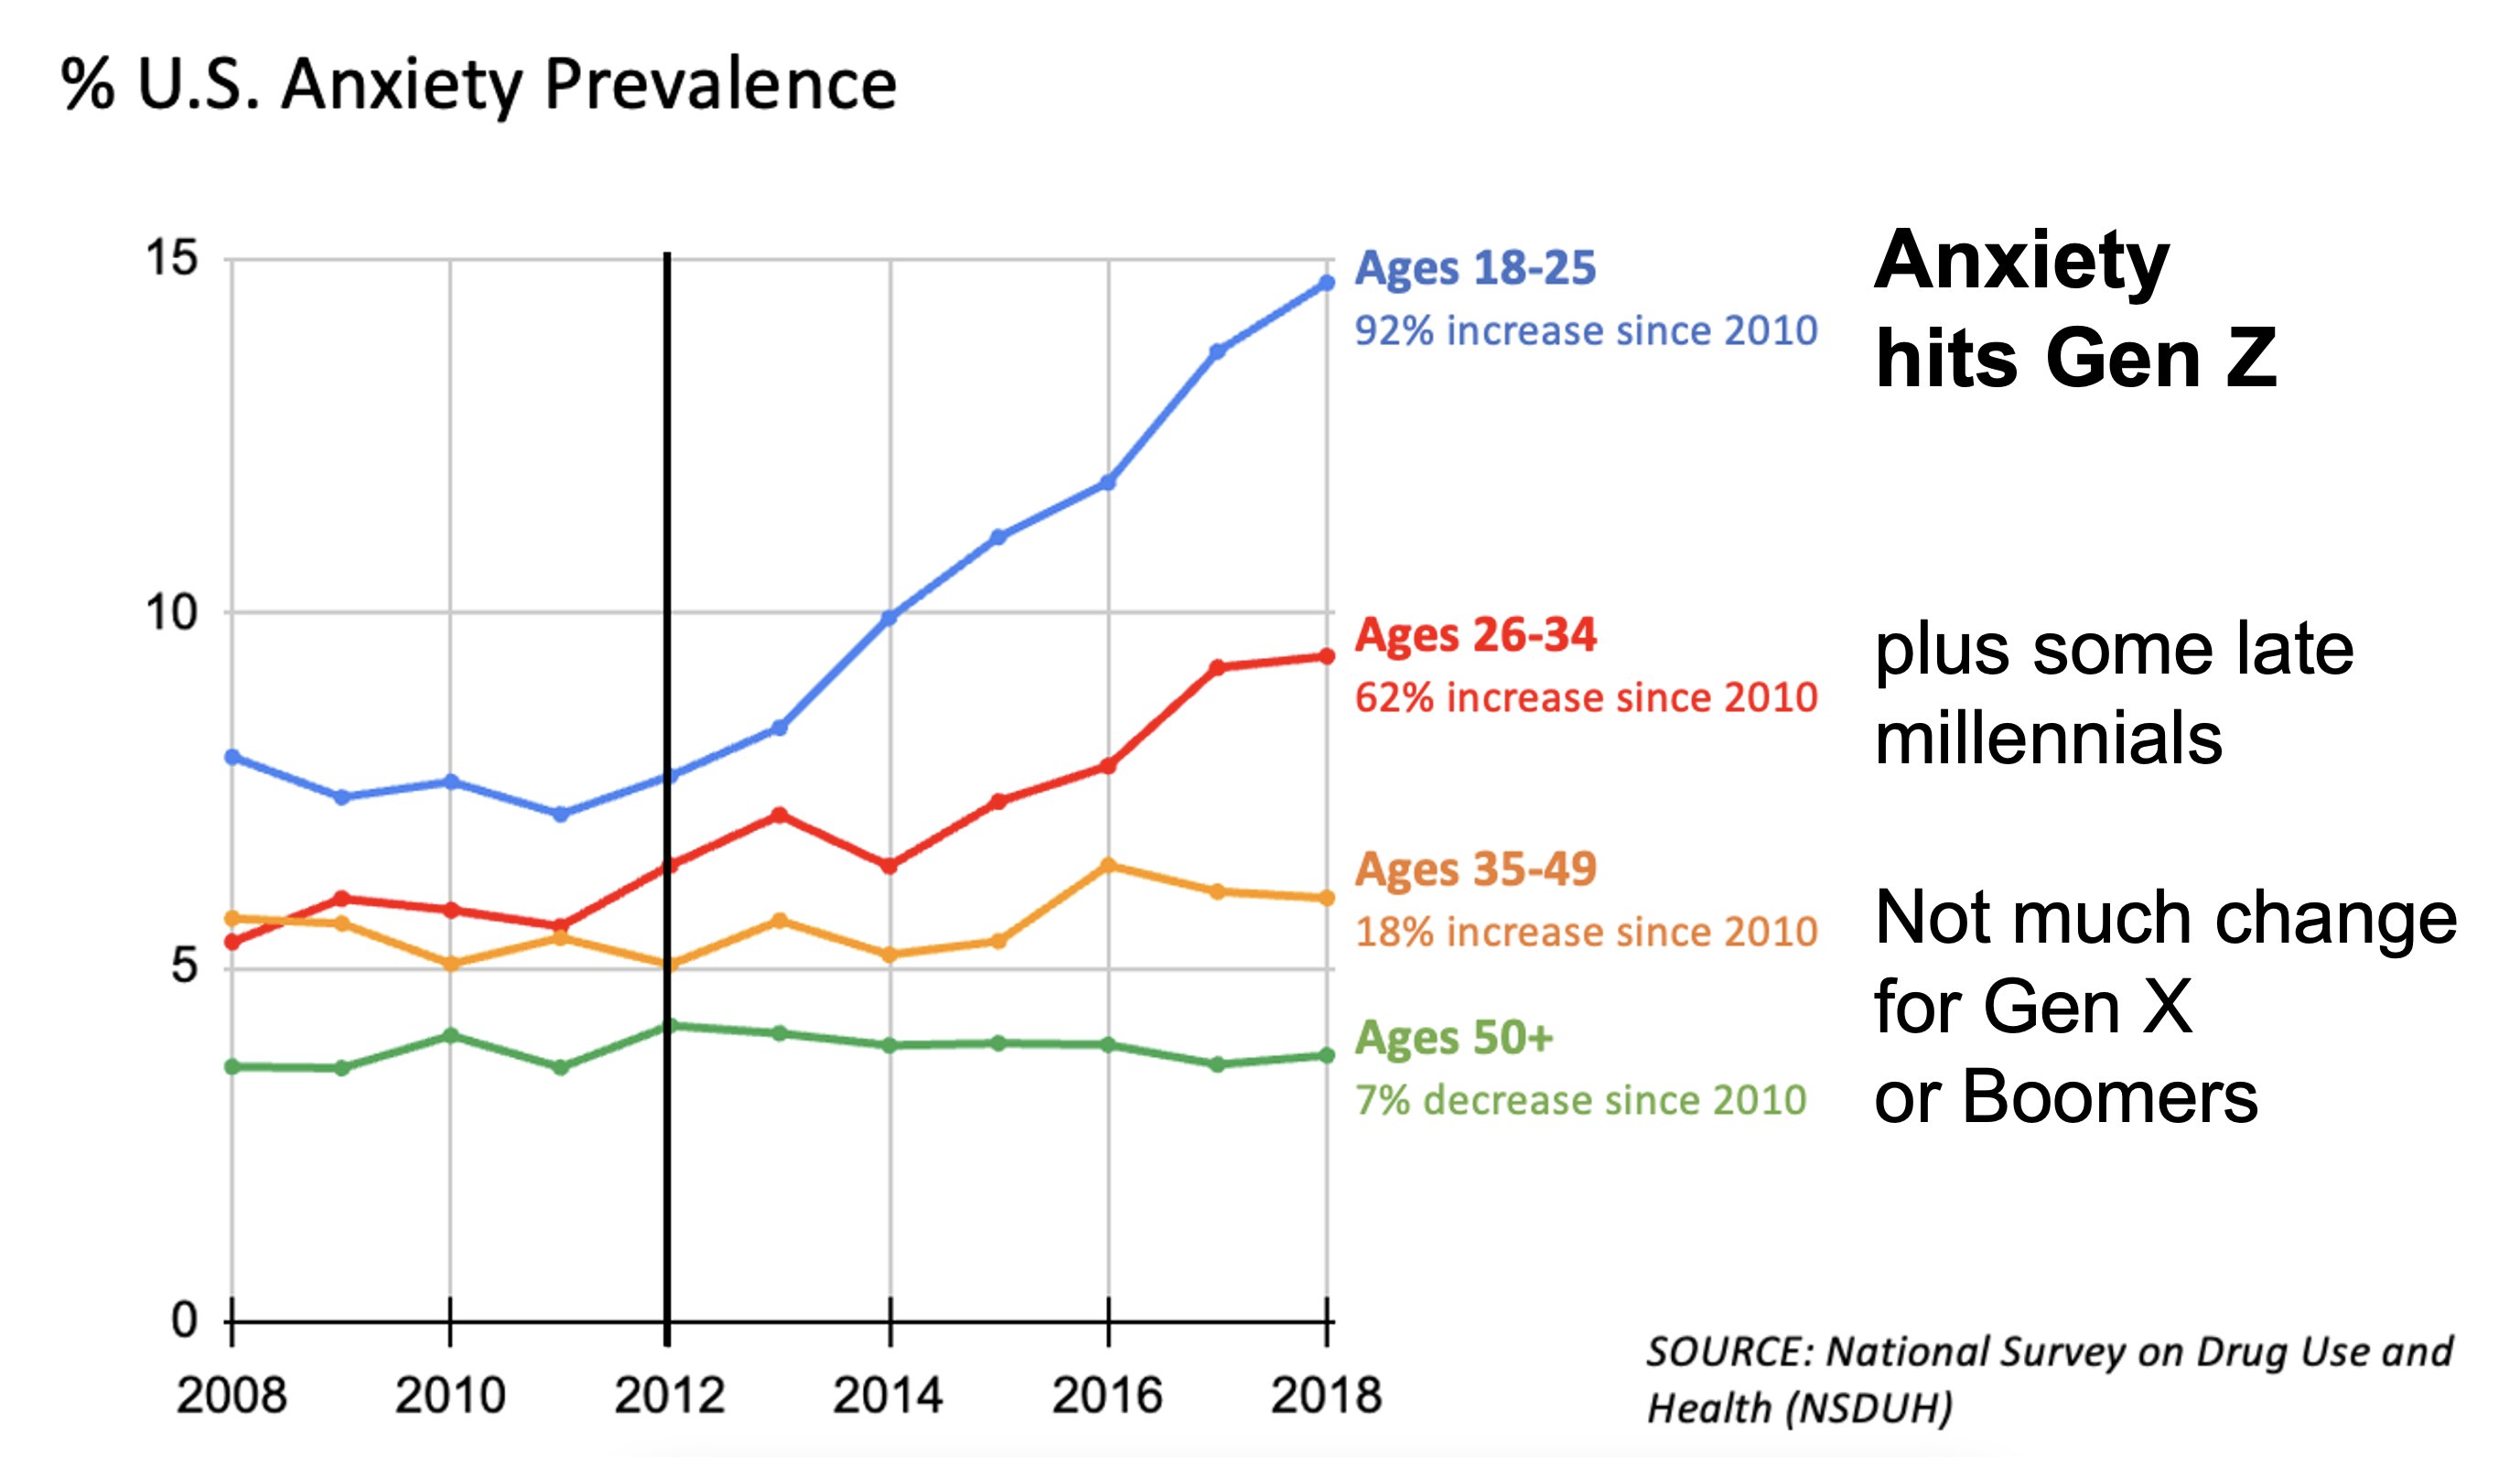 % U.S. Anxiety Prevalence
15
10
5
0
2008
2010
2012
2014
2016
2018
Ages 18-25
92% increase since 2010
Ages 26-34
62% increase since 2010
Ages 35-49
18% increase since 2010
Ages 50+
7% decrease since 2010
Anxiety
hits Gen Z
plus some late
millennials
Not much change
for Gen X
or Boomers
SOURCE: National Survey on Drug Use and
Health (NSDUH)